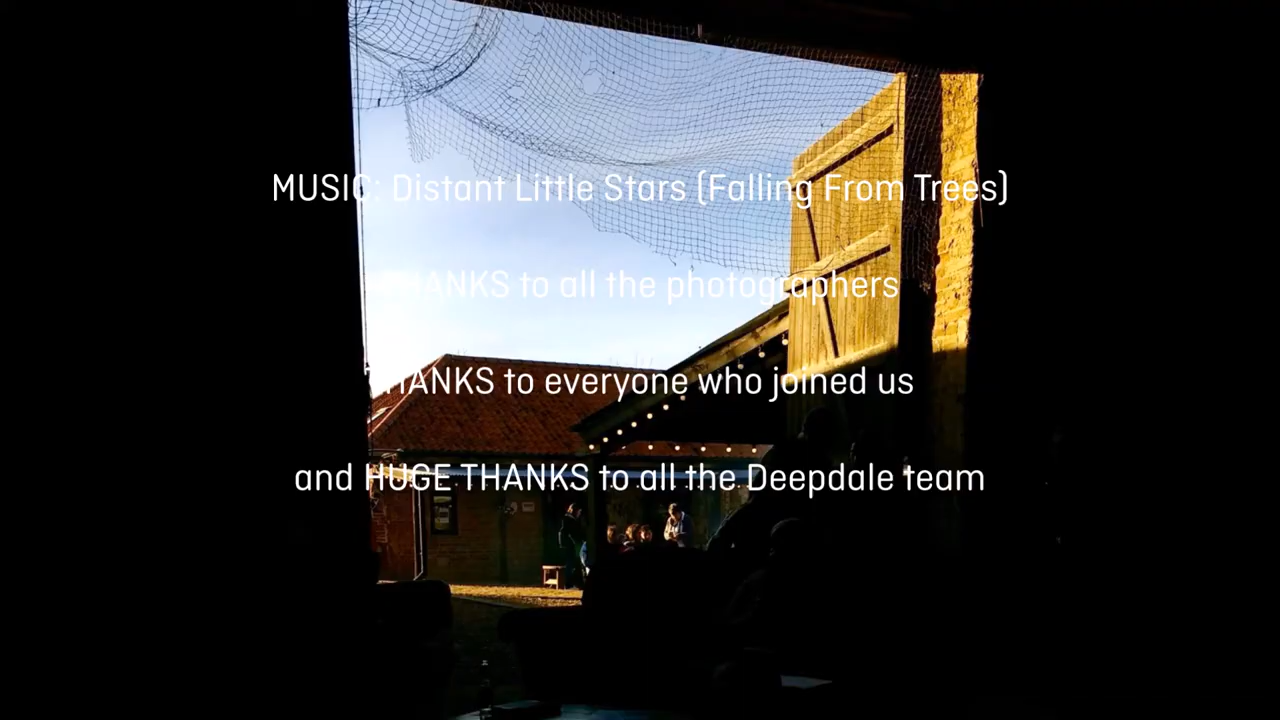 MUSIC: Distant Little Stars (Falling From Trees)
THANKS to all the photographers
THANKS to everyone who joined us
and HUGE THANKS to all the Deepdale team